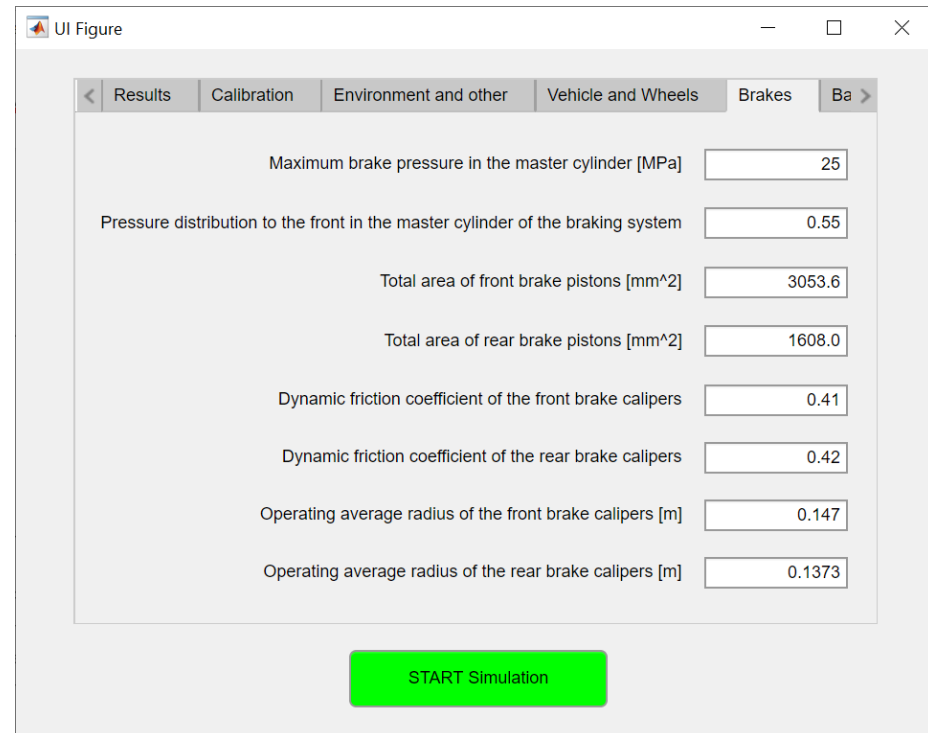 UI Figure
Results Calibration Environment and other Vehicle and Wheels Brakes Ba
Maximum brake pressure in the master cylinder [MPa] 25
Pressure distribution to the front in the master cylinder of the braking system 0.55
Total area of front brake pistons [mm^2] 3053.6
Total area of rear brake pistons [mm^2] 1608.0
Dynamic friction coefficient of the front brake calipers 0.41
Dynamic friction coefficient of the rear brake calipers 0.42
Operating average radius of the front brake calipers [m] 0.147
Operating average radius of the rear brake calipers [m] 0.1373
START Simulation